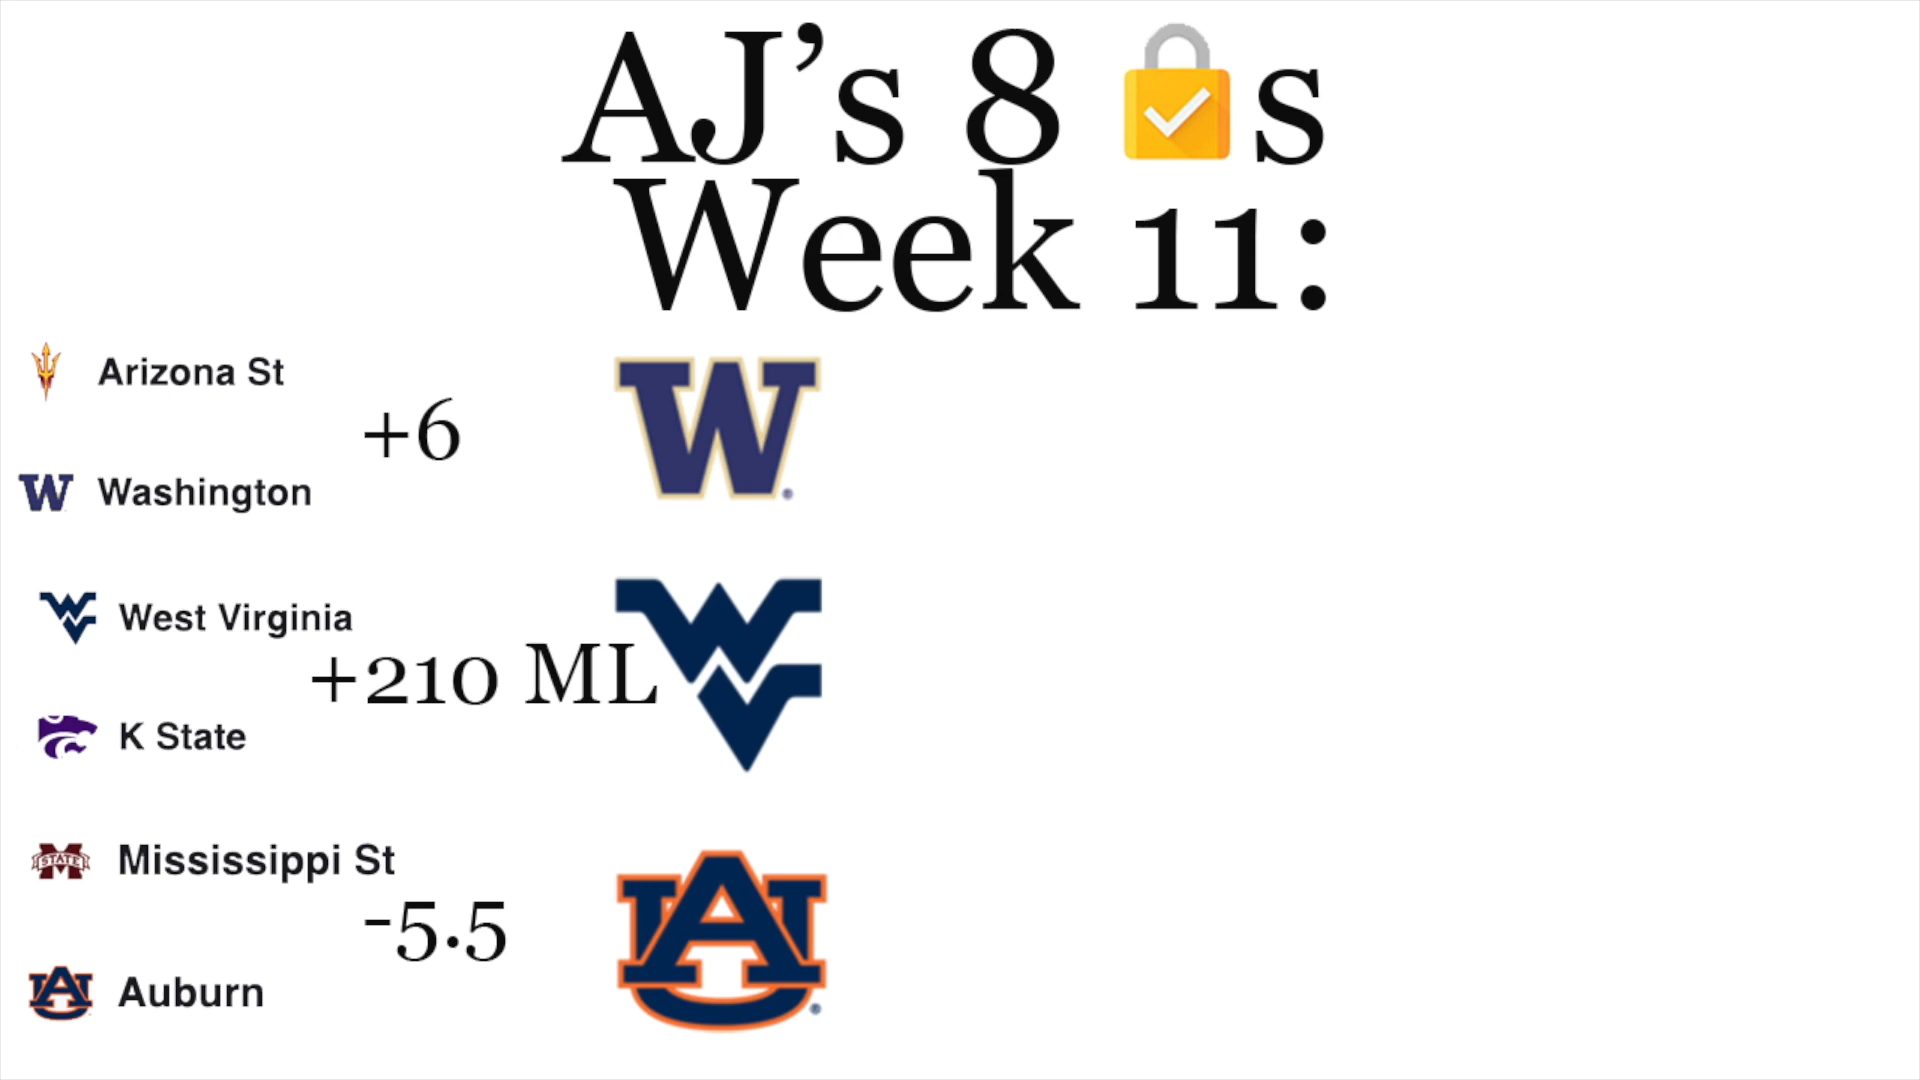 AJ’s 8 🔒s
Week 11:
Arizona St
+6
Washington
West Virginia
+210 ML
K State
Mississippi St
-5.5
Auburn